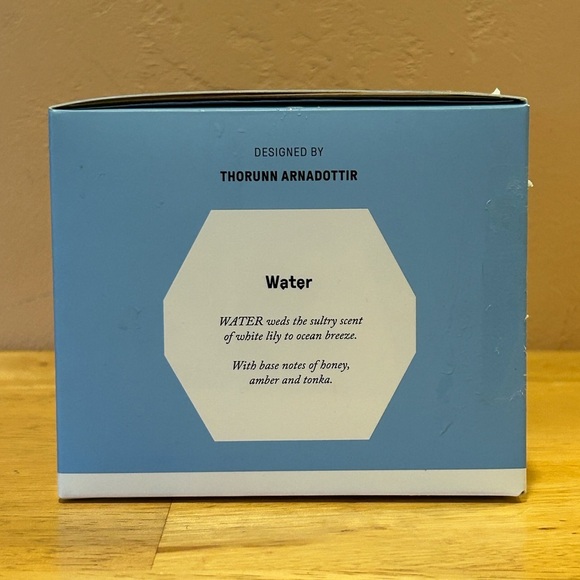 DESIGNED BY
THORUNN ARNADOTTIR
Water
WATER weds the sultry scent
of white lily to ocean breeze.
With base notes of honey,
amber and tonka.